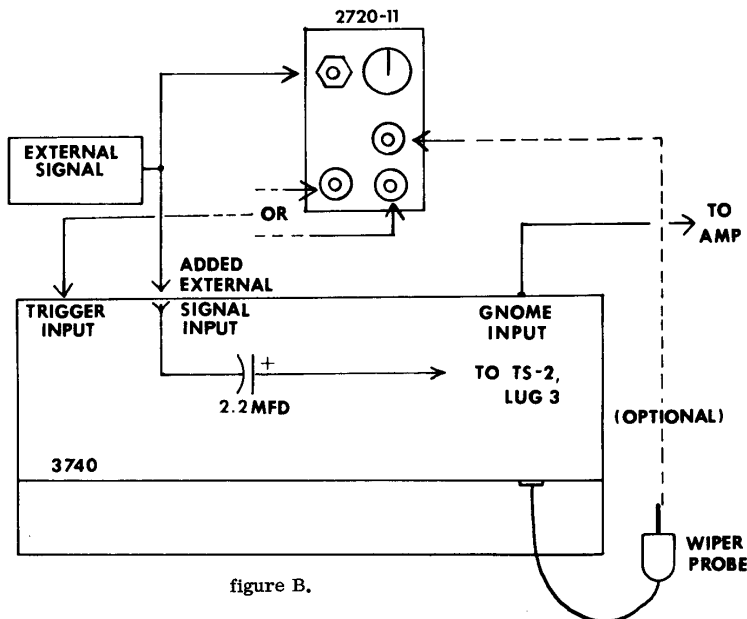 2720-11
EXTERNAL
SIGNAL
OR
TO
AMP
ADDED
EXTERNAL
SIGNAL
INPUT
TRIGGER
INPUT
GNOME
INPUT
+
2.2MFD
TO TS-2,
LUG 3
(OPTIONAL)
3740
WIPER
PROBE
figure B.